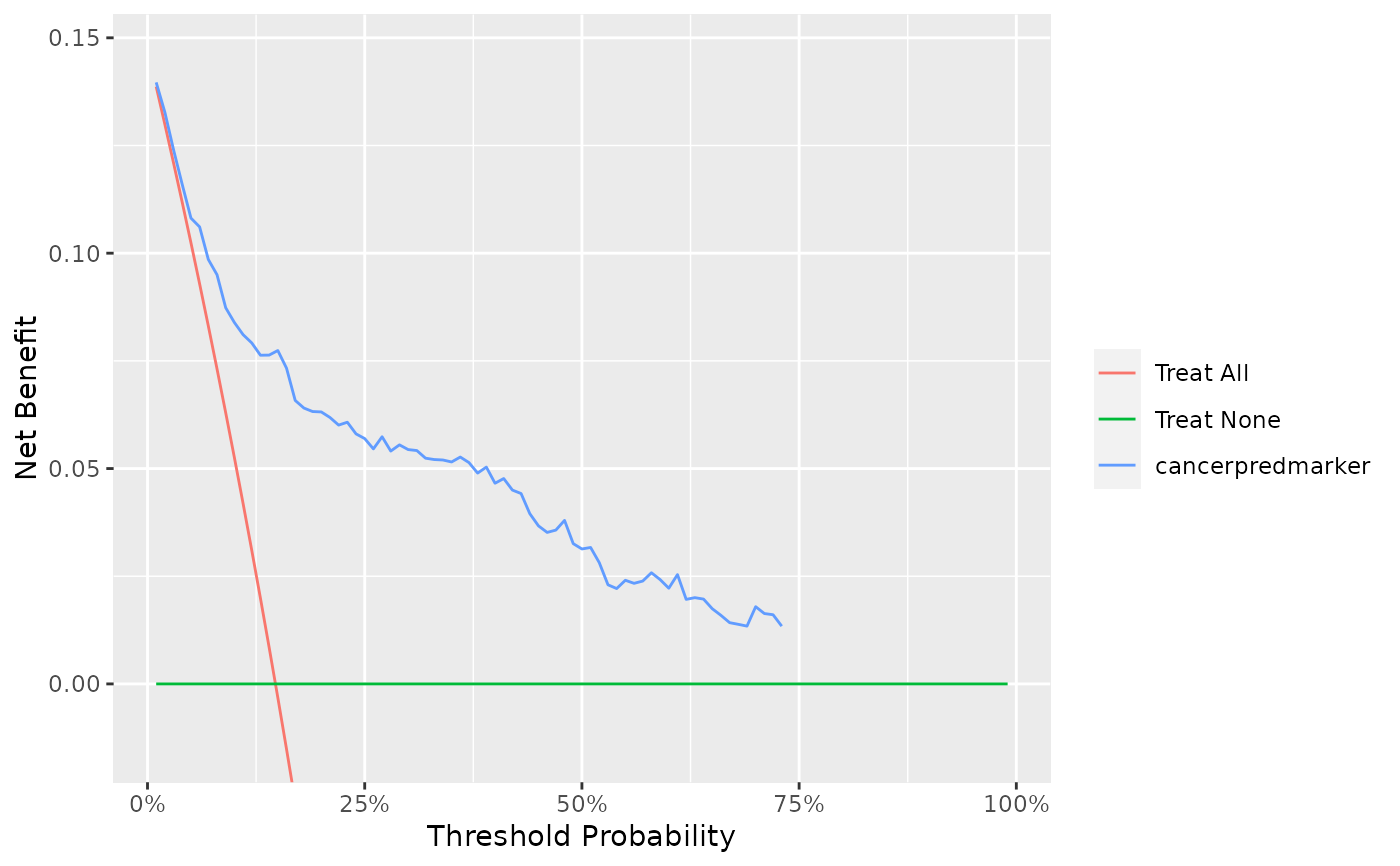 0.15
0.10
0.05
0.00
Net Benefit
0%
25%
50%
75%
100%
Threshold Probability
Treat All
Treat None
cancerpredmarker